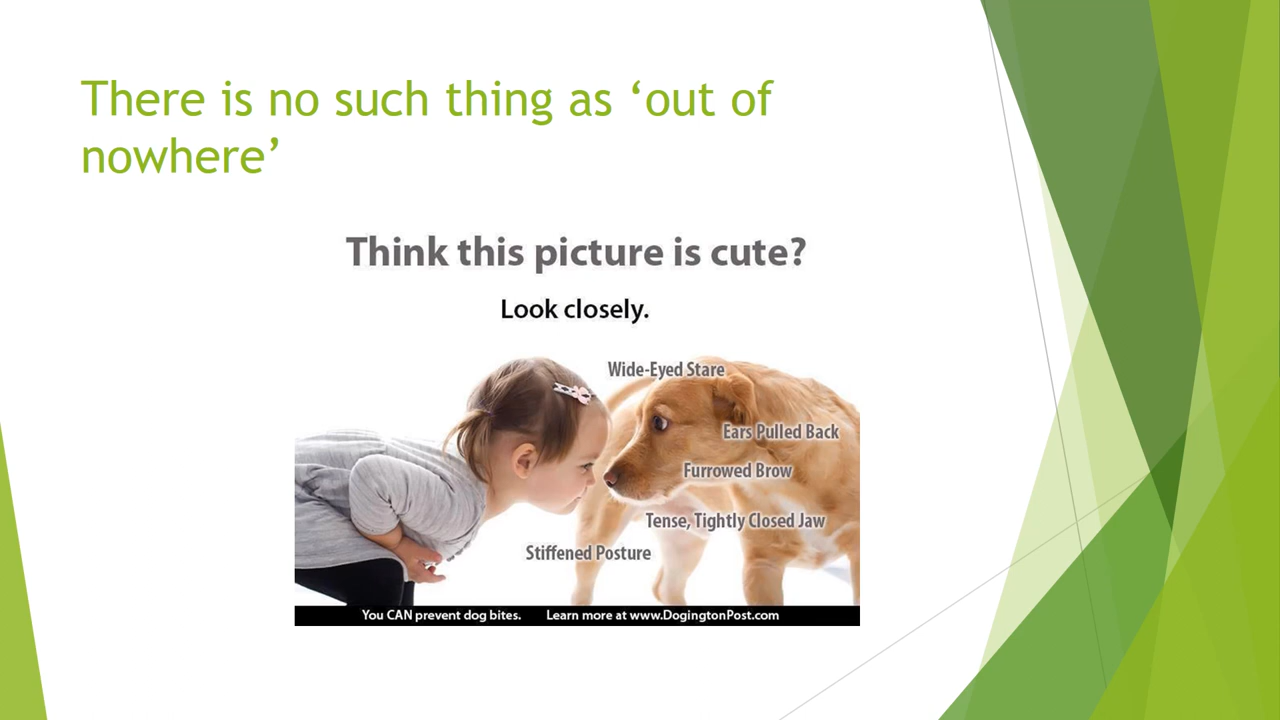 There is no such thing as ‘out of
nowhere’
Think this picture is cute?
Look closely.
Wide-Eyed Stare
Ears Pulled Back
Furrowed Brow
Tense, Tightly Closed Jaw
Stiffened Posture
You CAN prevent dog bites. Learn more at www.DogingtonPost.com